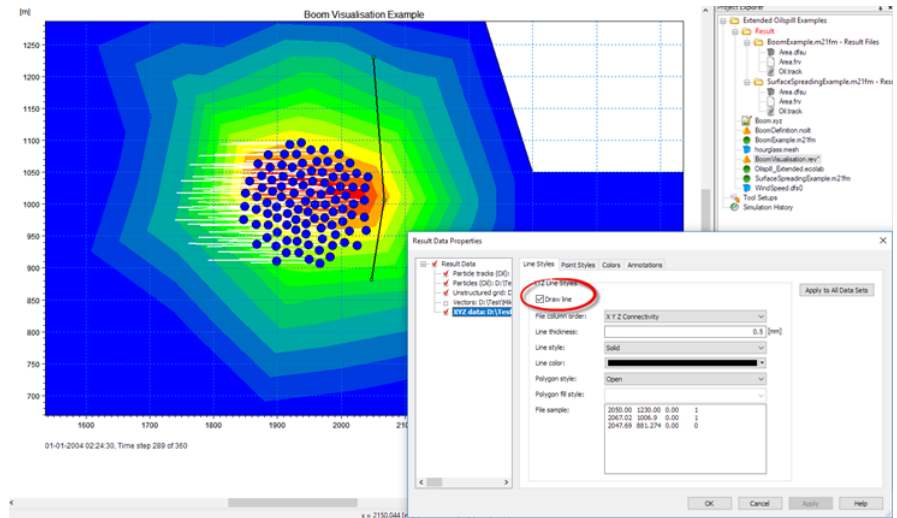 [m]
Boom Visualisation Example
1250
1200
1150
1100
1050
1000
950
900
850
800
750
700
1600
1700
1800
1900
2000
01-01-2004 02:24:30, Time step 289 of 360
x = 2150.044
Project Explorer
Extended Oilspill Examples
Result
BoomExample.m21fm - Result Files
Area.dfsu
Area.frv
Oil.track
SurfaceSpreadingExample.m21fm - Resu
Area.dfsu
Area.frv
Oil.track
Boom.xyz
BoomDefintion.nolt
BoomExample.m21fm
hourglass.mesh
BoomVisualisation.rev*
Oilspill_Extended.ecolab
SurfaceSpreadingExample.m21fm
WindSpeed.dfs0
Tool Setups
Simulation History
Result Data Properties
Result Data
Particle tracks (Oil):
Particles (Oil): D:\Te
Unstructured grid: D
Vectors: D:\Test\Mik
XYZ data: D:\Test
Line Styles
Point Styles
Colors
Annotations
XYZ Line Styles
Draw line
File column order:
X Y Z Connectivity
Line thickness:
0.5 [mm]
Line style:
Solid
Line color:
Polygon style:
Open
Polygon fill style:
File sample:
2050.00 1230.00 0.00 1
2067.02 1006.9 0.00 1
2047.69 881.274 0.00 0
Apply to All Data Sets
OK
Cancel
Apply
Help